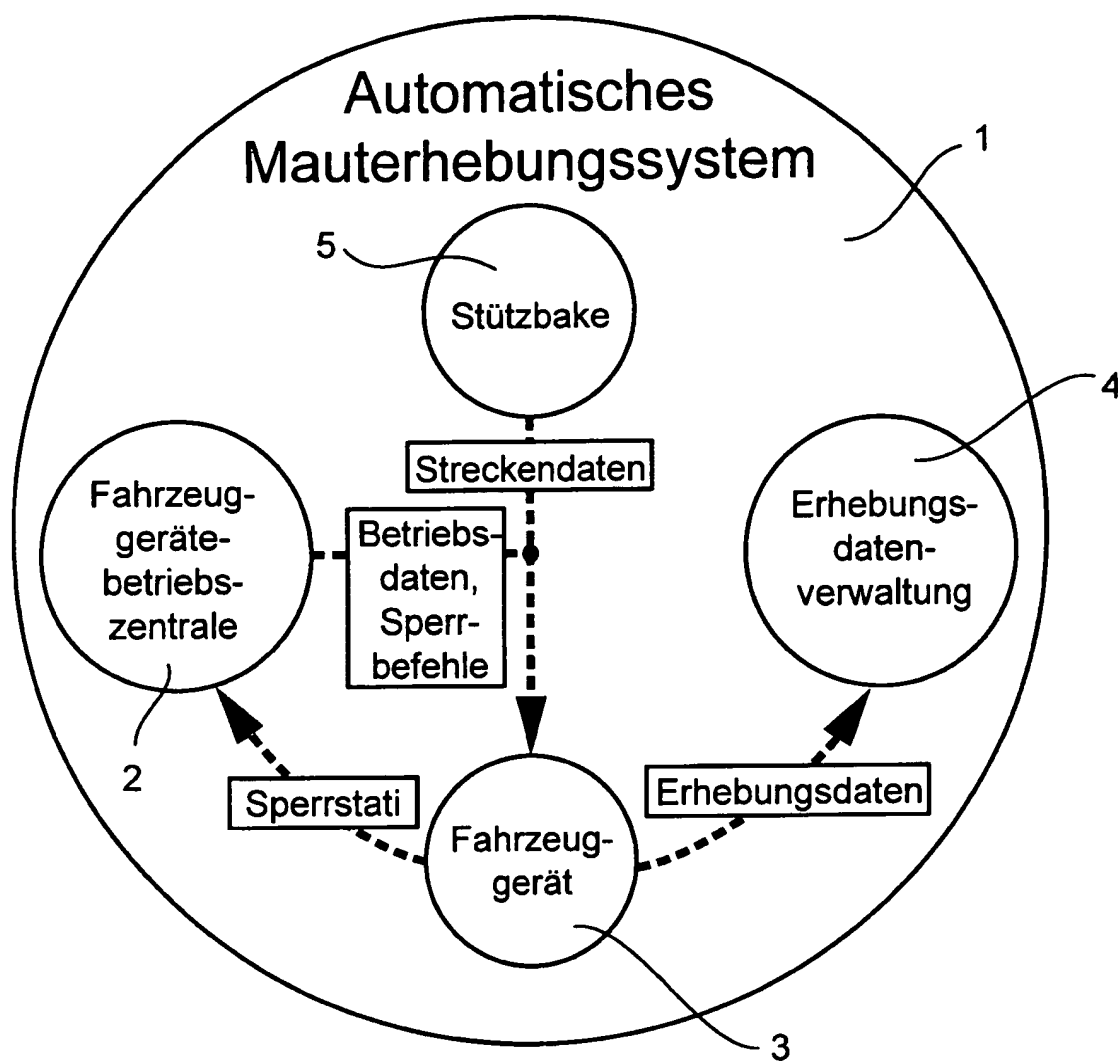 Automatisches
Mauterhebungssystem
1
5
Stützbake
4
Streckendaten
Fahrzeug-
geräte-
betriebs-
zentrale
Betriebs-
daten,
Sperr-
befehle
Erhebungs-
daten-
verwaltung
2
Sperrstati
Erhebungsdaten
Fahrzeug-
gerät
3